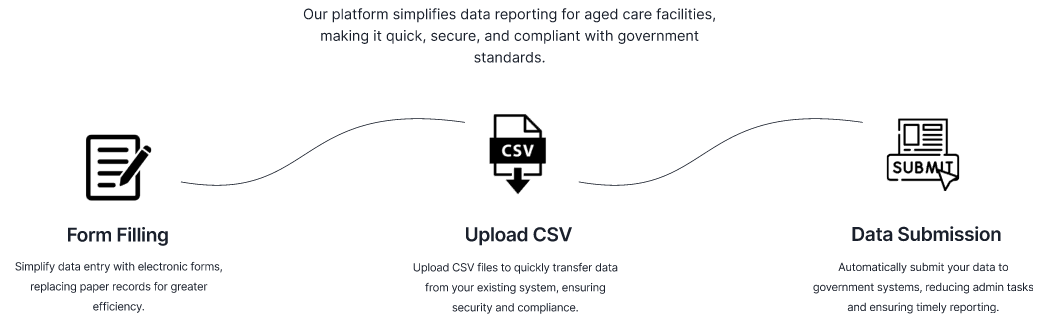 Our platform simplifies data reporting for aged care facilities,
making it quick, secure, and compliant with government
standards.
CSV
SUBMIT
Form Filling
Upload CSV
Data Submission
Simplify data entry with electronic forms,
replacing paper records for greater
efficiency.
Upload CSV files to quickly transfer data
from your existing system, ensuring
security and compliance.
Automatically submit your data to
government systems, reducing admin tasks
and ensuring timely reporting.